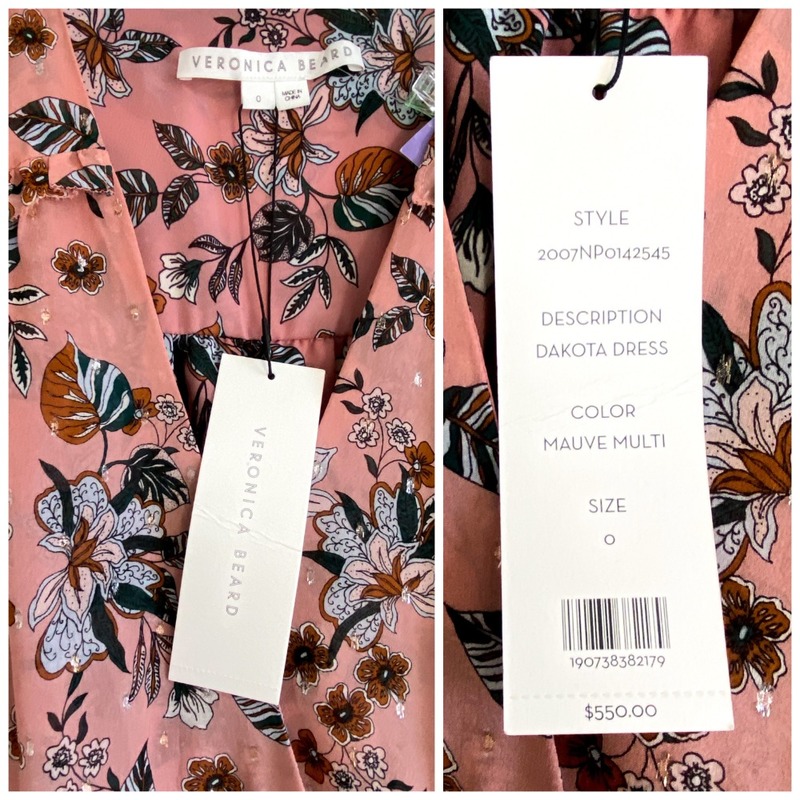 VERONICA BEARD
0
MADE IN
CHINA
VERONICA BEARD
STYLE
2007NP0142545
DESCRIPTION
DAKOTA DRESS
COLOR
MAUVE MULTI
SIZE
0
190738382179
$550.00